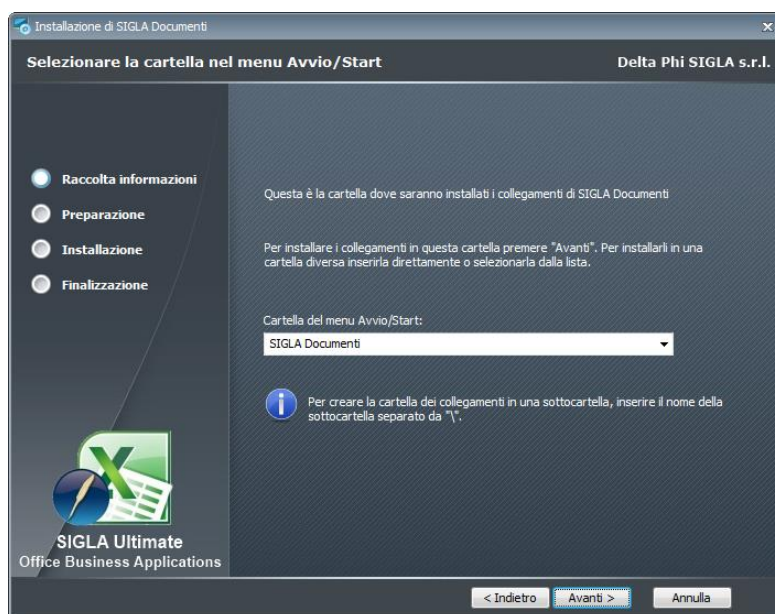 Installazione di SIGLA Documenti
Selezionare la cartella nel menu Avvio/Start
Delta Phi SIGLA s.r.l.
Raccolta informazioni
Preparazione
Installazione
Finalizzazione
Questa è la cartella dove saranno installati i collegamenti di SIGLA Documenti
Per installare i collegamenti in questa cartella premere "Avanti". Per installarli in una
cartella diversa inserirla direttamente o selezionarla dalla lista.
Cartella del menu Avvio/Start:
SIGLA Documenti
Per creare la cartella dei collegamenti in una sottocartella, inserire il nome della
sottocartella separato da "\".
SIGLA Ultimate
Office Business Applications
< Indietro
Avanti >
Annulla